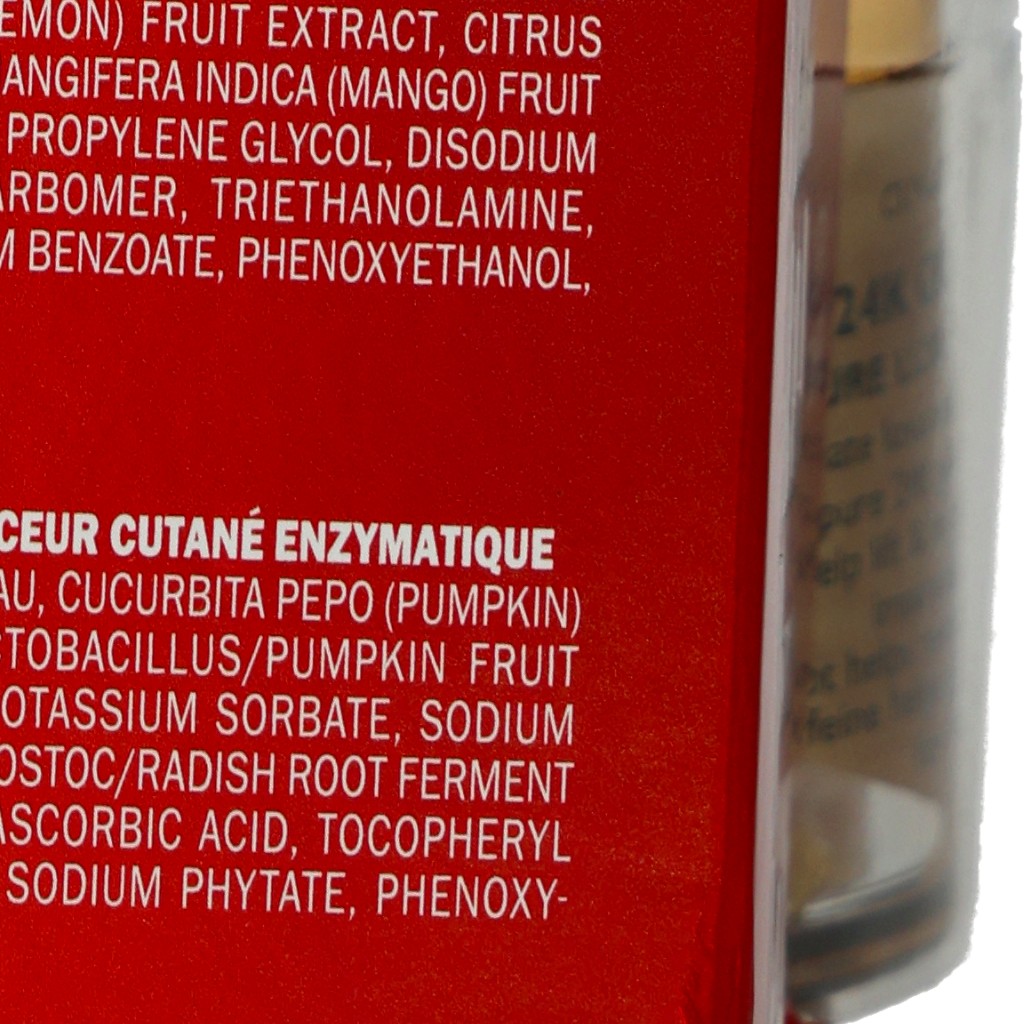 EMON) FRUIT EXTRACT, CITRUS
ANGIFERA INDICA (MANGO) FRUIT
PROPYLENE GLYCOL, DISODIUM
ARBOMER, TRIETHANOLAMINE,
M BENZOATE, PHENOXYETHANOL,
CEUR CUTANÉ ENZYMATIQUE
AU, CUCURBITA PEPO (PUMPKIN)
CTOBACILLUS/PUMPKIN FRUIT
OTASSIUM SORBATE, SODIUM
OSTOC/RADISH ROOT FERMENT
ASCORBIC ACID, TOCOPHERYL
SODIUM PHYTATE, PHENOXY-
24K
pure